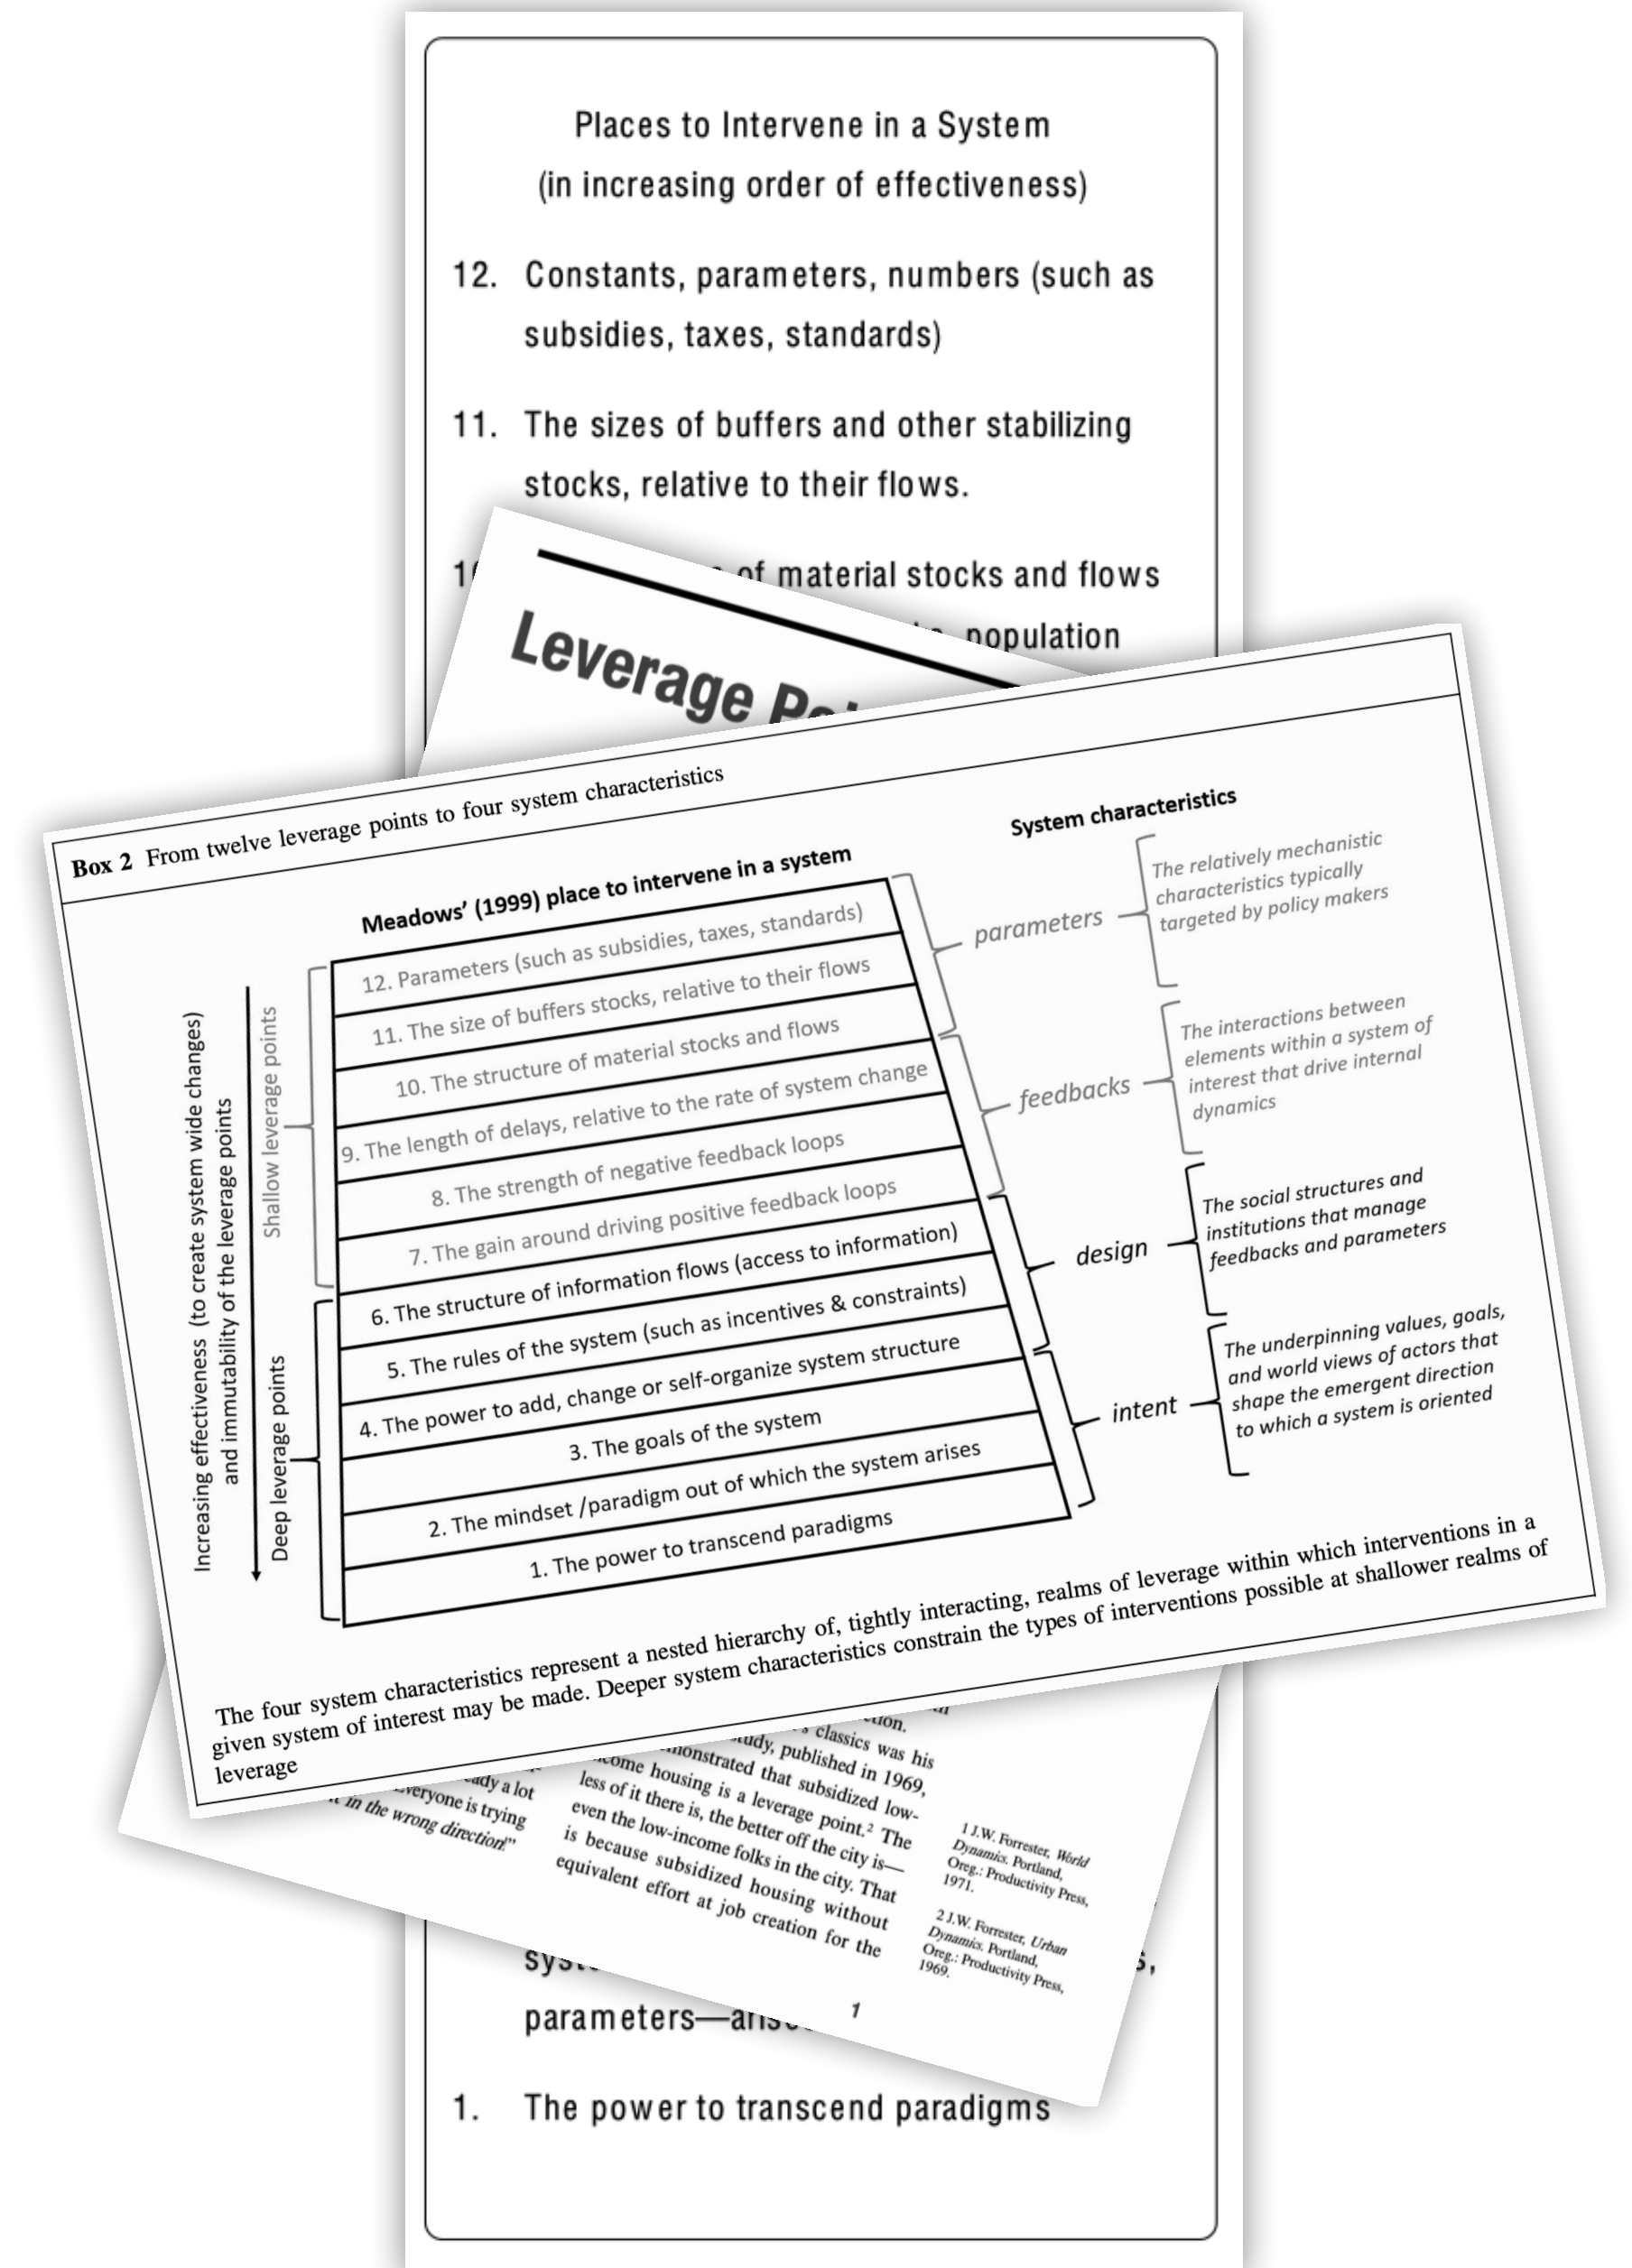 Places to Intervene in a System
(in increasing order of effectiveness)
12. Constants, parameters, numbers (such as
subsidies, taxes, standards)
11. The sizes of buffers and other stabilizing
stocks, relative to their flows.
of material stocks and flows
population
Leverage
Box 2 From twelve leverage points to four system characteristics
Meadows’ (1999) place to intervene in a system
System characteristics
Increasing effectiveness (to create system wide changes)
and immutability of the leverage points
Shallow leverage points
Deep leverage points
12. Parameters (such as subsidies, taxes, standards)
11. The size of buffers stocks, relative to their flows
10. The structure of material stocks and flows
9. The length of delays, relative to the rate of system change
8. The strength of negative feedback loops
7. The gain around driving positive feedback loops
6. The structure of information flows (access to information)
5. The rules of the system (such as incentives & constraints)
4. The power to add, change or self-organize system structure
3. The goals of the system
2. The mindset /paradigm out of which the system arises
1. The power to transcend paradigms
parameters
The relatively mechanistic
characteristics typically
targeted by policy makers
feedbacks
The interactions between
elements within a system of
interest that drive internal
dynamics
design
The social structures and
institutions that manage
feedbacks and parameters
intent
The underpinning values, goals,
and world views of actors that
shape the emergent direction
to which a system is oriented
The four system characteristics represent a nested hierarchy of, tightly interacting, realms of leverage within which interventions in a
given system of interest may be made. Deeper system characteristics constrain the types of interventions possible at shallower realms of
leverage
a lot
everyone is trying
in the wrong direction!”
classics was his
published in 1969,
that subsidized low-
housing is a leverage point.² The
less of it there is, the better off the city is—
even the low-income folks in the city. That
is because subsidized housing without
equivalent effort at job creation for the
1 J.W. Forrester, World
Dynamics. Portland,
Oreg.: Productivity Press,
1971.
2 J.W. Forrester, Urban
Dynamics. Portland,
Oreg.: Productivity Press,
1969.
1
parameters—
1. The power to transcend paradigms